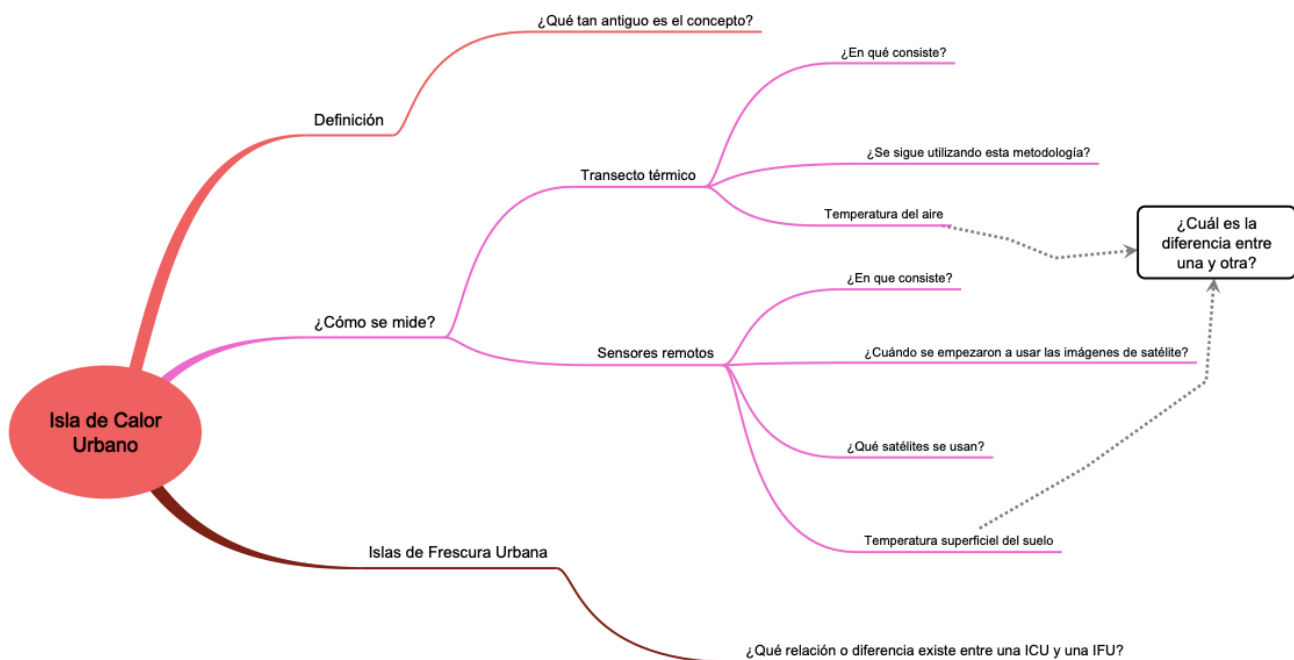 ¿Qué tan antiguo es el concepto?
Definición
¿En qué consiste?
¿Se sigue utilizando esta metodología?
Transecto térmico
Temperatura del aire
¿Cuál es la
diferencia entre
una y otra?
¿En que consiste?
¿Cómo se mide?
Sensores remotos
¿Cuándo se empezaron a usar las imágenes de satélite?
Isla de Calor
Urbano
¿Qué satélites se usan?
Temperatura superficiel del suelo
Islas de Frescura Urbana
¿Qué relación o diferencia existe entre una ICU y una IFU?